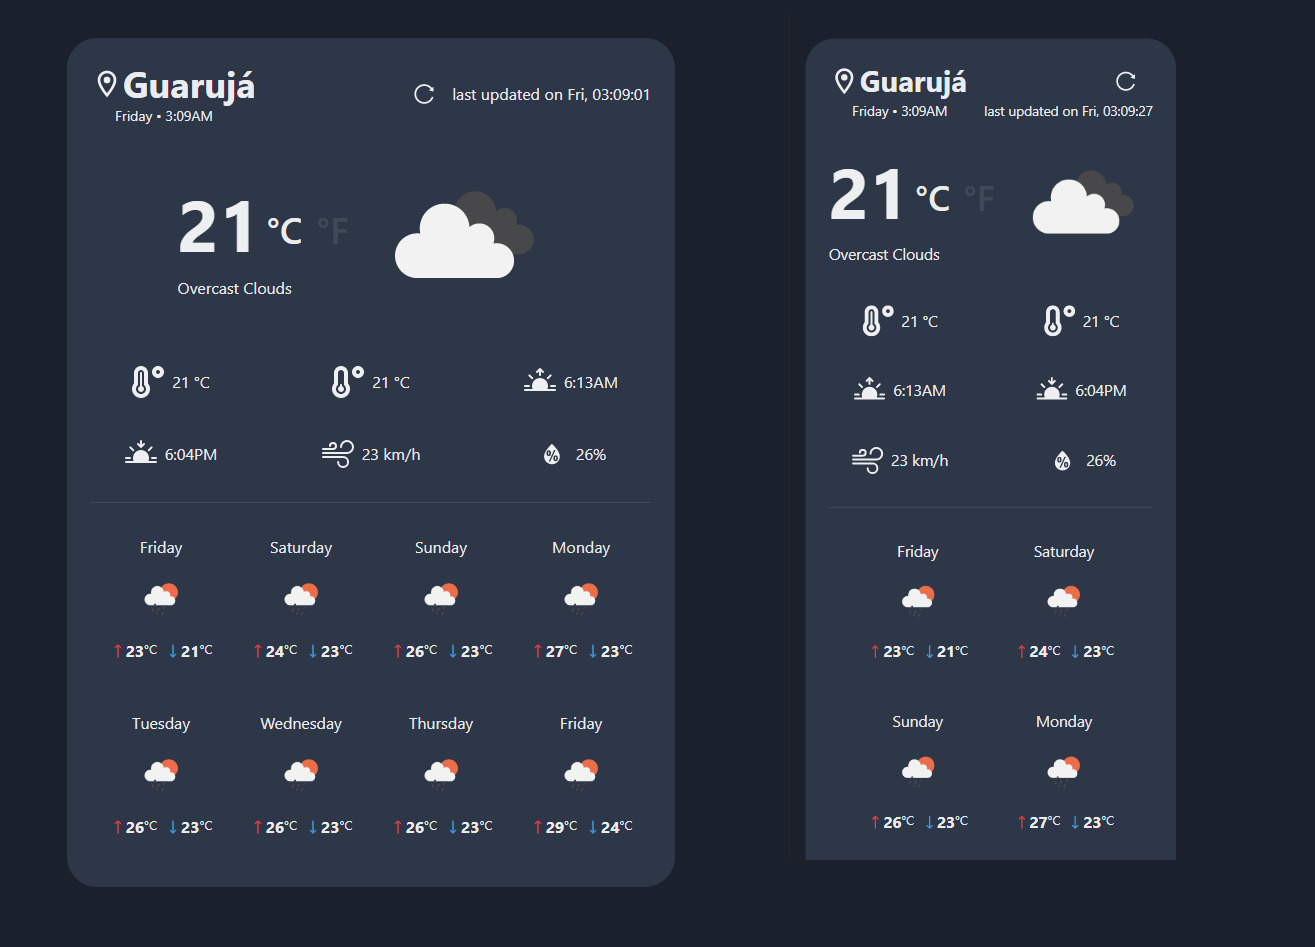 Guarujá
Friday • 3:09AM
last updated on Fri, 03:09:01
21 °C °F
Overcast Clouds
21 °C 21 °C 6:13AM
6:04PM 23 km/h % 26%
Friday Saturday Sunday Monday
↑ 23°C ↓ 21°C ↑ 24°C ↓ 23°C ↑ 26°C ↓ 23°C ↑ 27°C ↓ 23°C
Tuesday Wednesday Thursday Friday
↑ 26°C ↓ 23°C ↑ 26°C ↓ 23°C ↑ 26°C ↓ 23°C ↑ 29°C ↓ 24°C
Guarujá
Friday • 3:09AM
last updated on Fri, 03:09:27
21 °C °F
Overcast Clouds
21 °C 21 °C
6:13AM 6:04PM
23 km/h % 26%
Friday Saturday
↑ 23°C ↓ 21°C ↑ 24°C ↓ 23°C
Sunday Monday
↑ 26°C ↓ 23°C ↑ 27°C ↓ 23°C